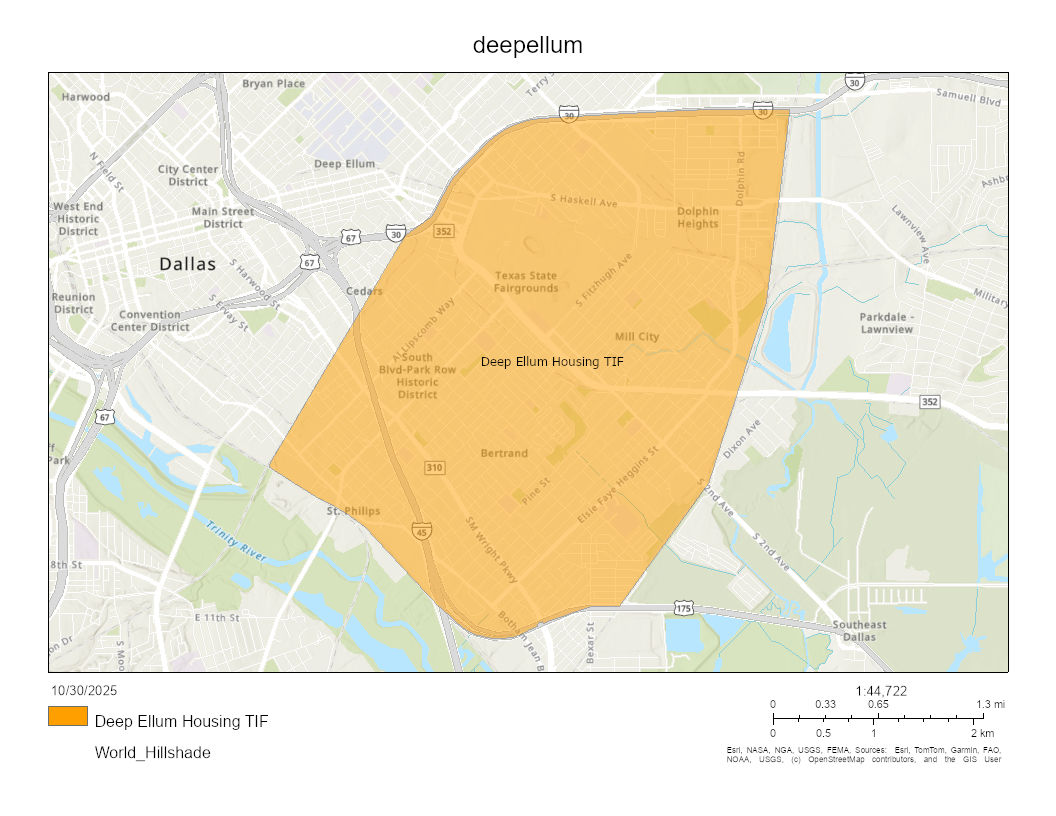 deepellum
Harwood
Bryan Place
Terry S
30
30
30
Samuell Blvd
N Field St
City Center
District
Deep Ellum
Dolphin Rd
Ashb
West End
Historic
District
Main Street
District
S Haskell Ave
Dolphin
Heights
Lawnview Ave
67
30
352
Dallas
67
S Harwood St
Cedars
Texas State
Fairgrounds
S Fitzhugh Ave
Military
Reunion
District
S Ervay St
Convention
Center District
Lipscomb Way
Mill City
Parkdale -
Lawnview
South
Blvd-Park Row
Historic
District
Deep Ellum Housing TIF
352
67
ff
Park
Dixon Ave
Bertrand
310
Pine St
Elsie Faye Heggins St
S 2nd Ave
St. Philips
45
SM Wright Pkwy
Trinity River
S 2nd Ave
8th St
E 11th St
175
Botham Jean B
Bexar St
Southeast
Dallas
on Dr
S Moo
10/30/2025
Deep Ellum Housing TIF
World_Hillshade
1:44,722
0 0.33 0.65 1.3 mi
0 0.5 1 2 km
Esri, NASA, NGA, USGS, FEMA, Sources: Esri, TomTom, Garmin, FAO,
NOAA, USGS, (c) OpenStreetMap contributors, and the GIS User